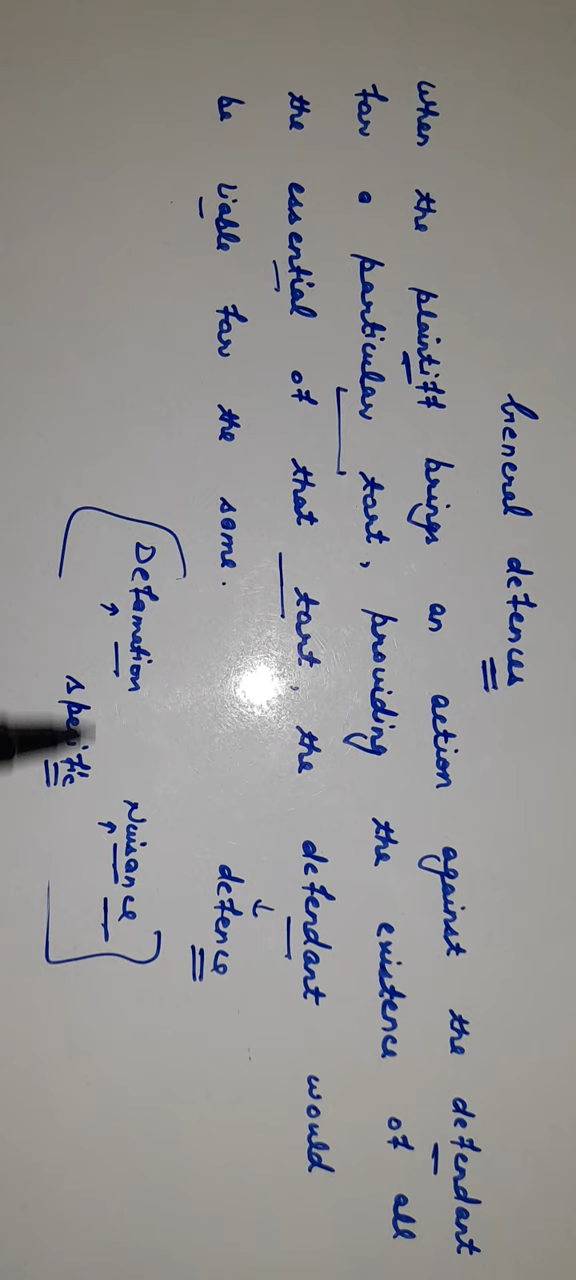 General defences
When the plaintiff brings an action against the defendant
for a particular tort, providing the existence of all
the essential of that tort, the defendant would
be liable for the same.
defence
Defamation Nuisance
specific